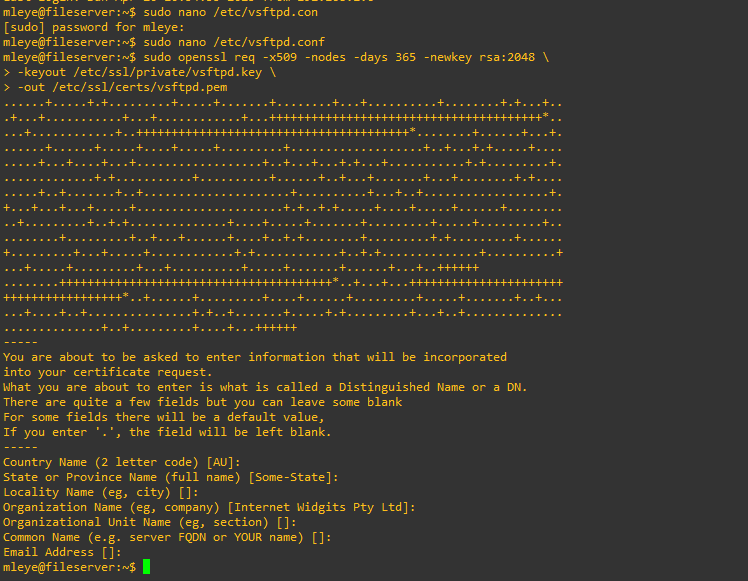 mleye@fileserver:~$ sudo nano /etc/vsftpd.con
[sudo] password for mleye:
mleye@fileserver:~$ sudo nano /etc/vsftpd.conf
mleye@fileserver:~$ sudo openssl req -x509 -nodes -days 365 -newkey rsa:2048 \
> -keyout /etc/ssl/private/vsftpd.key \
> -out /etc/ssl/certs/vsftpd.pem
-----
You are about to be asked to enter information that will be incorporated
into your certificate request.
What you are about to enter is what is called a Distinguished Name or a DN.
There are quite a few fields but you can leave some blank
For some fields there will be a default value,
If you enter '.', the field will be left blank.
-----
Country Name (2 letter code) [AU]:
State or Province Name (full name) [Some-State]:
Locality Name (eg, city) []:
Organization Name (eg, company) [Internet Widgits Pty Ltd]:
Organizational Unit Name (eg, section) []:
Common Name (e.g. server FQDN or YOUR name) []:
Email Address []:
mleye@fileserver:~$